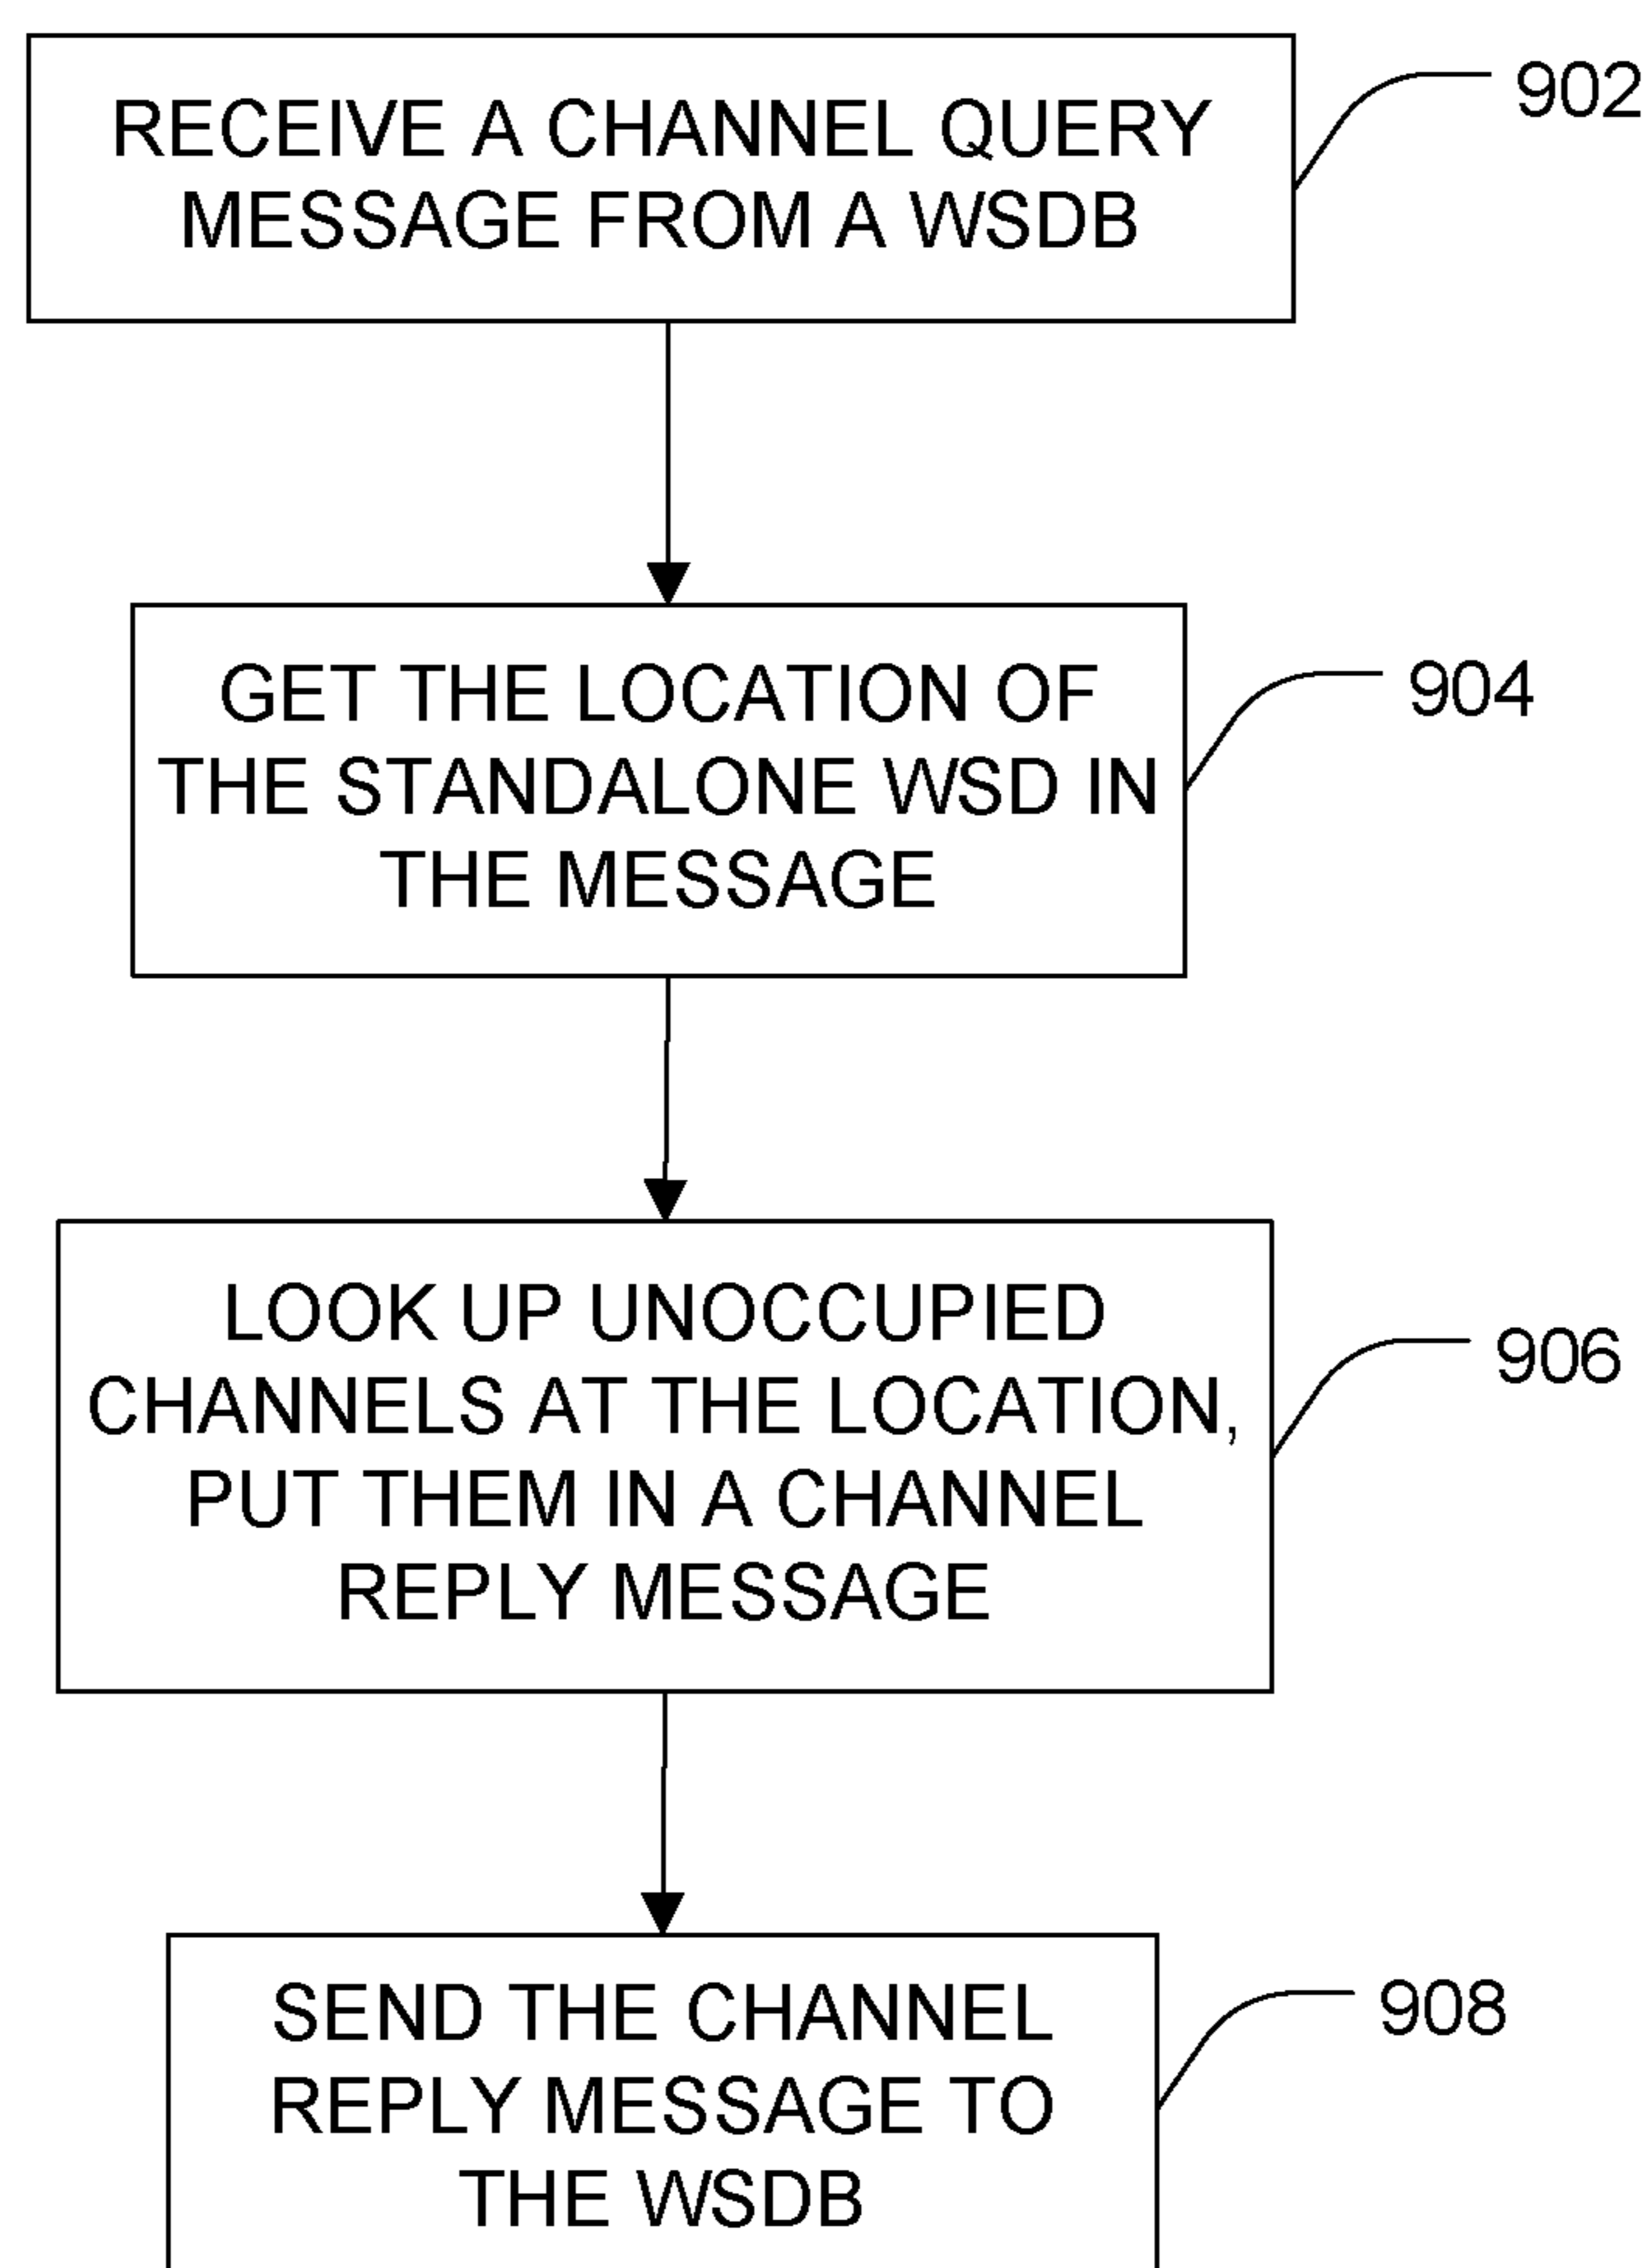 RECEIVE A CHANNEL QUERY
MESSAGE FROM A WSDB
902
GET THE LOCATION OF
THE STANDALONE WSD IN
THE MESSAGE
904
LOOK UP UNOCCUPIED
CHANNELS AT THE LOCATION,
PUT THEM IN A CHANNEL
REPLY MESSAGE
906
SEND THE CHANNEL
REPLY MESSAGE TO
THE WSDB
908